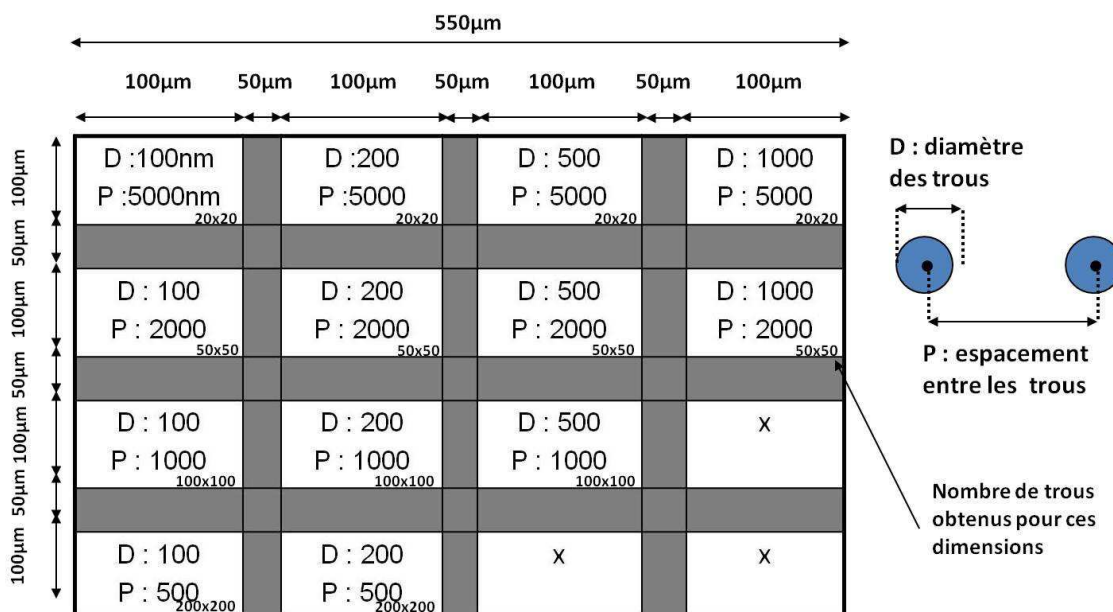 550µm
100µm 50µm 100µm 50µm 100µm 50µm 100µm
100µm
D :100nm
P :5000nm
20x20
D :200
P :5000
20x20
D : 500
P : 5000
20x20
D : 1000
P : 5000
20x20
50µm
100µm
D : 100
P : 2000
50x50
D : 200
P : 2000
50x50
D : 500
P : 2000
50x50
D : 1000
P : 2000
50x50
50µm
100µm
D : 100
P : 1000
100x100
D : 200
P : 1000
100x100
D : 500
P : 1000
100x100
x
50µm
100µm
D : 100
P : 500
200x200
D : 200
P : 500
200x200
x
x
D : diamètre
des trous
P : espacement
entre les trous
Nombre de trous
obtenus pour ces
dimensions